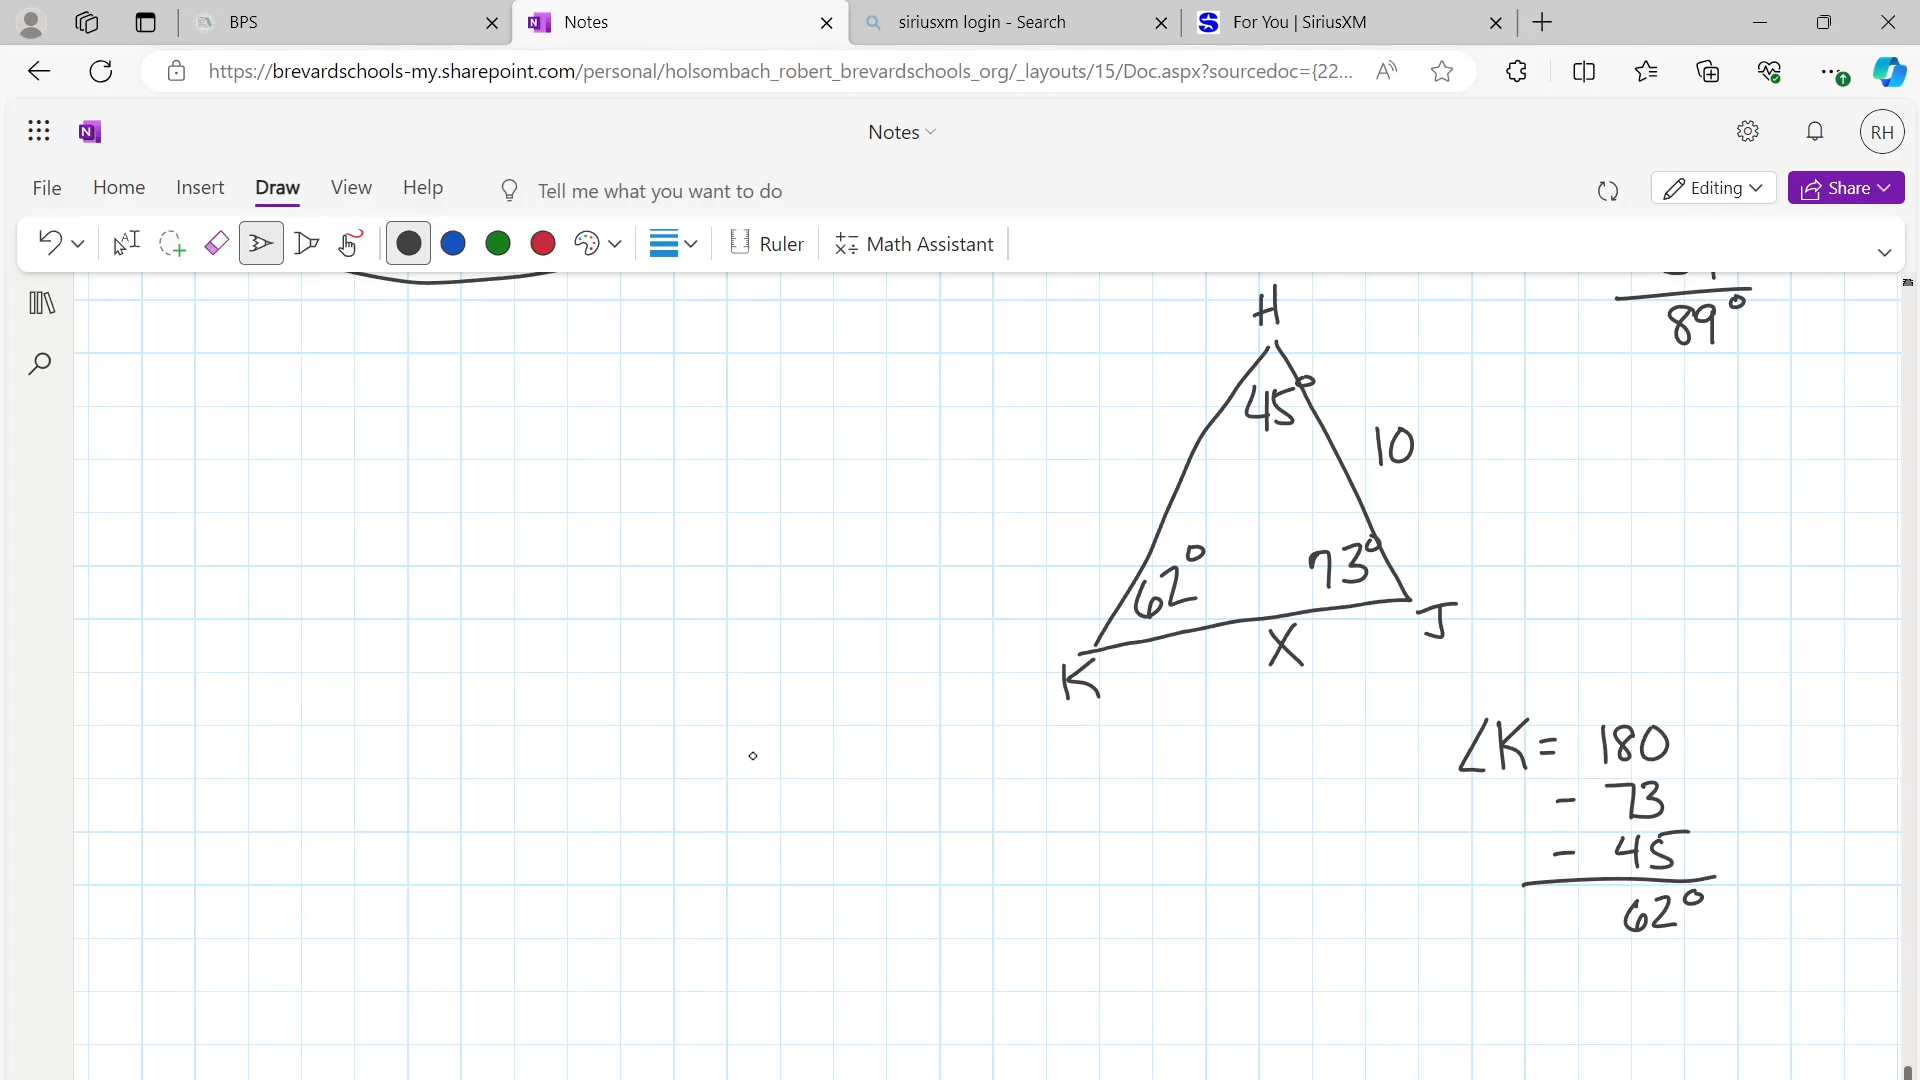 BPS
Notes
siriusxm login - Search
For You | SiriusXM
https://brevardschools-my.sharepoint.com/personal/holsombach_robert_brevardschools_org/_layouts/15/Doc.aspx?sourcedoc={22...
N
Notes
RH
File Home Insert Draw View Help
Tell me what you want to do
Editing
Share
Ruler
Math Assistant
89°
H
45°
10
62°
73°
J
X
K
∠K = 180
- 73
- 45
62°